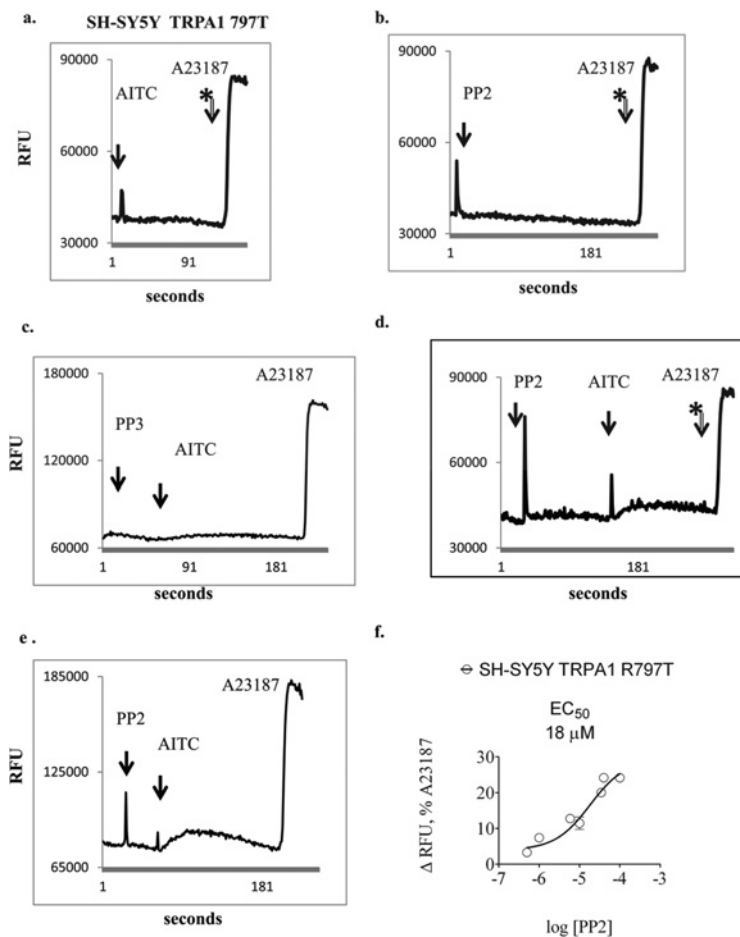 a.
SH-SY5Y TRPA1 797T
90000
60000
30000
RFU
AITC
A23187
*
1 91
seconds
b.
90000
60000
30000
PP2
A23187
*
1 181
seconds
c.
180000
120000
60000
RFU
PP3
AITC
A23187
1 91 181
seconds
d.
90000
60000
30000
PP2
AITC
A23187
*
1 181
seconds
e .
185000
125000
65000
RFU
PP2
AITC
A23187
1 181
seconds
f.
SH-SY5Y TRPA1 R797T
EC50
18 μM
Δ RFU, % A23187
30
20
10
0
-7 -6 -5 -4 -3
log [PP2]